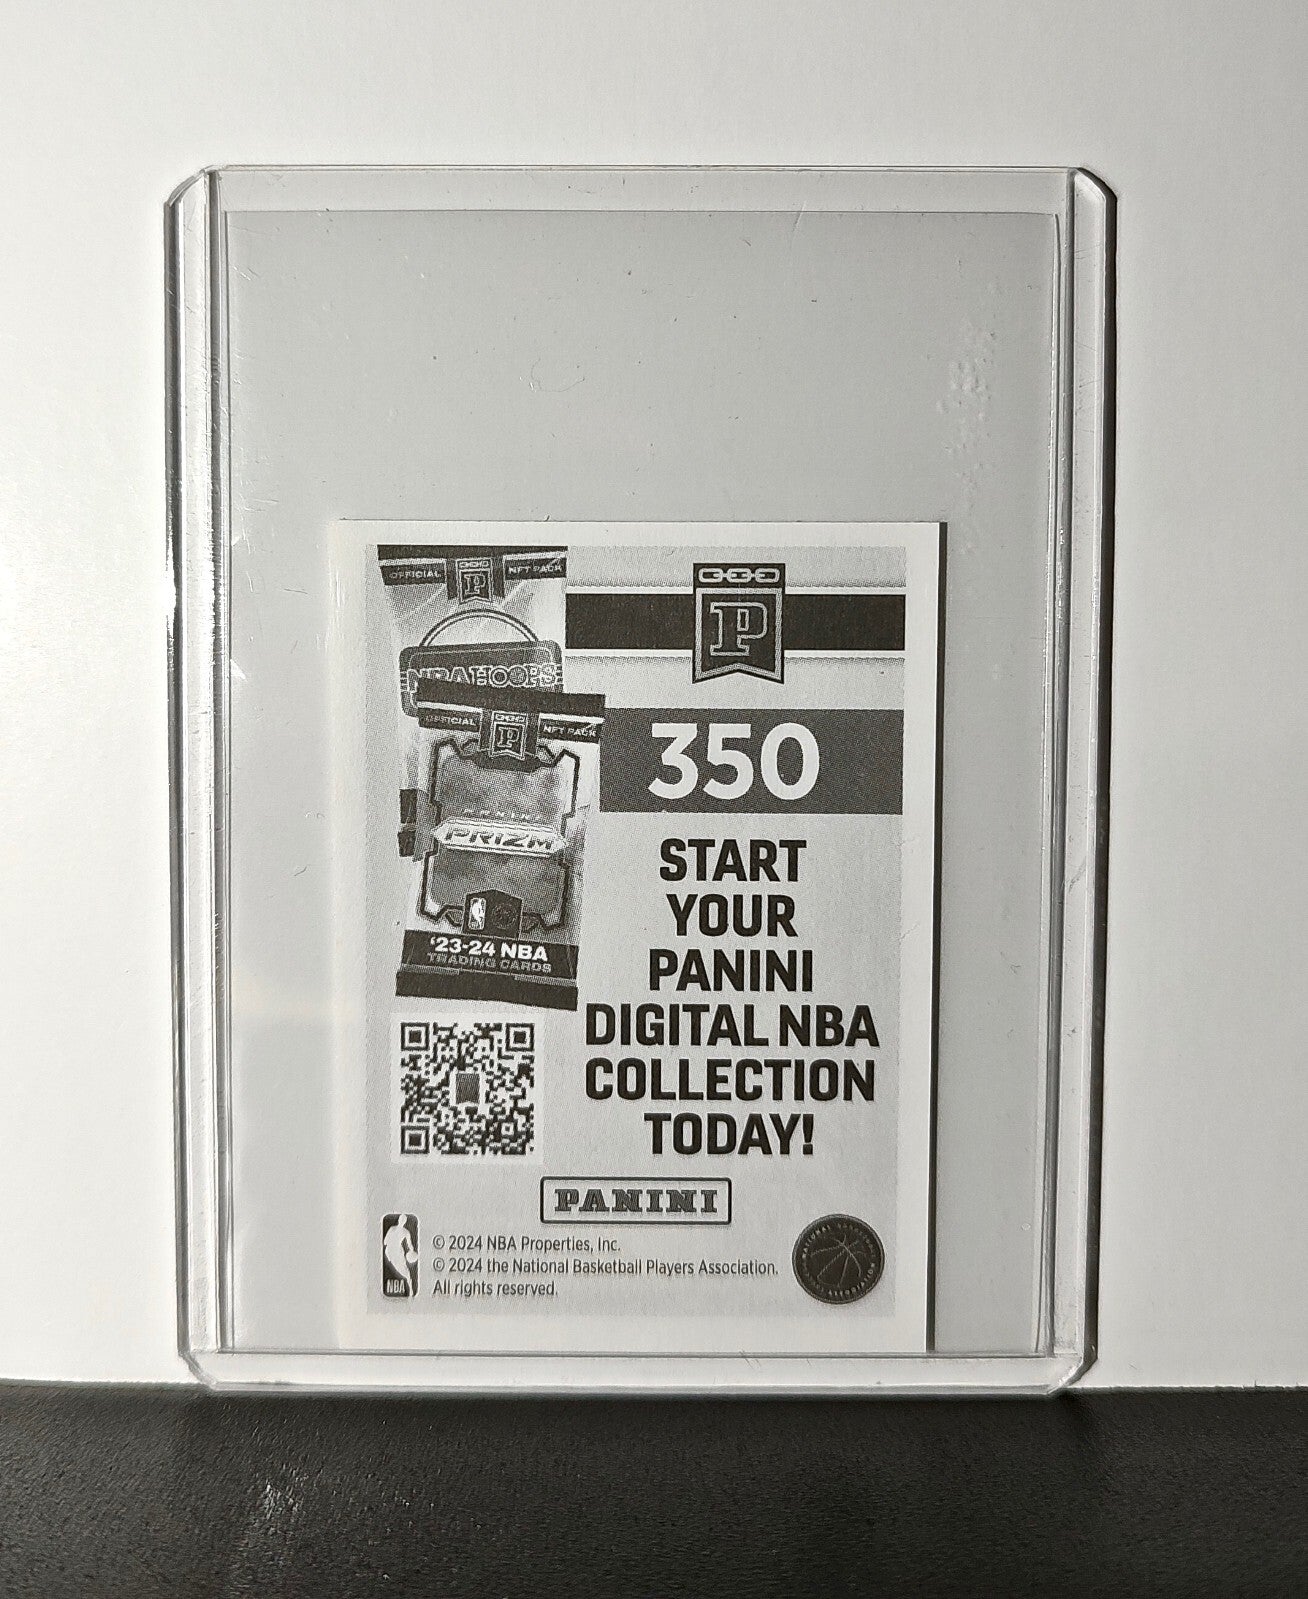 OFFICIAL P NFT PACK
NBA HOOPS
OFFICIAL P NFT PACK
PANINI
PRIZM
'23-24 NBA
TRADING CARDS
P
350
START
YOUR
PANINI
DIGITAL NBA
COLLECTION
TODAY!
PANINI
NBA
© 2024 NBA Properties, Inc.
© 2024 the National Basketball Players Association.
All rights reserved.